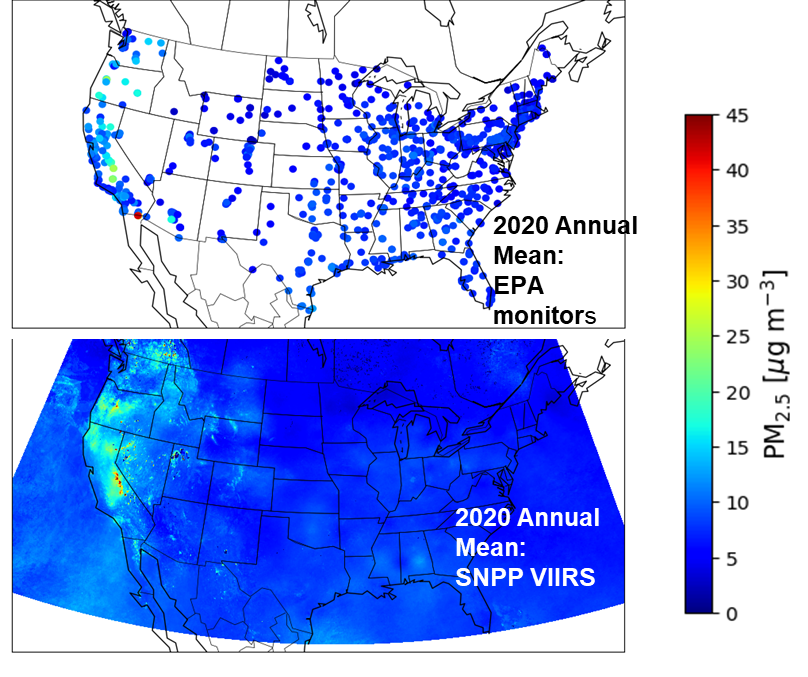 2020 Annual
Mean:
EPA
monitors
2020 Annual
Mean:
SNPP VIIRS
45
40
35
30
25
20
15
10
5
0
PM2.5 [μg m−3]